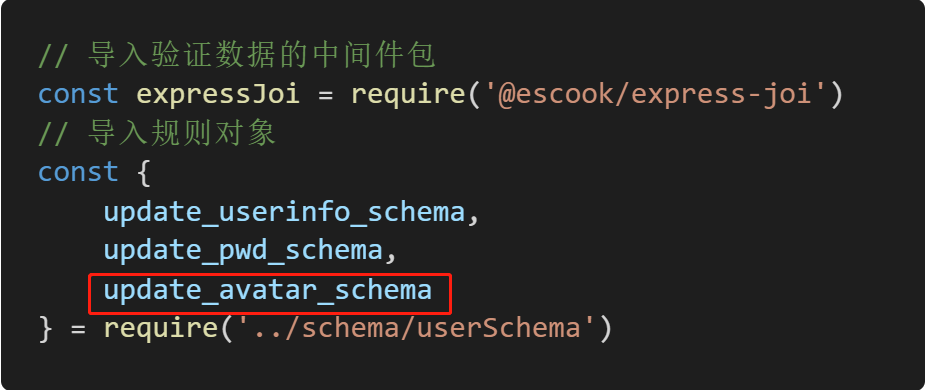 // 导入验证数据的中间件包
const expressJoi = require('@escook/express-joi')
// 导入规则对象
const {
    update_userinfo_schema,
    update_pwd_schema,
    update_avatar_schema
} = require('../schema/userSchema')